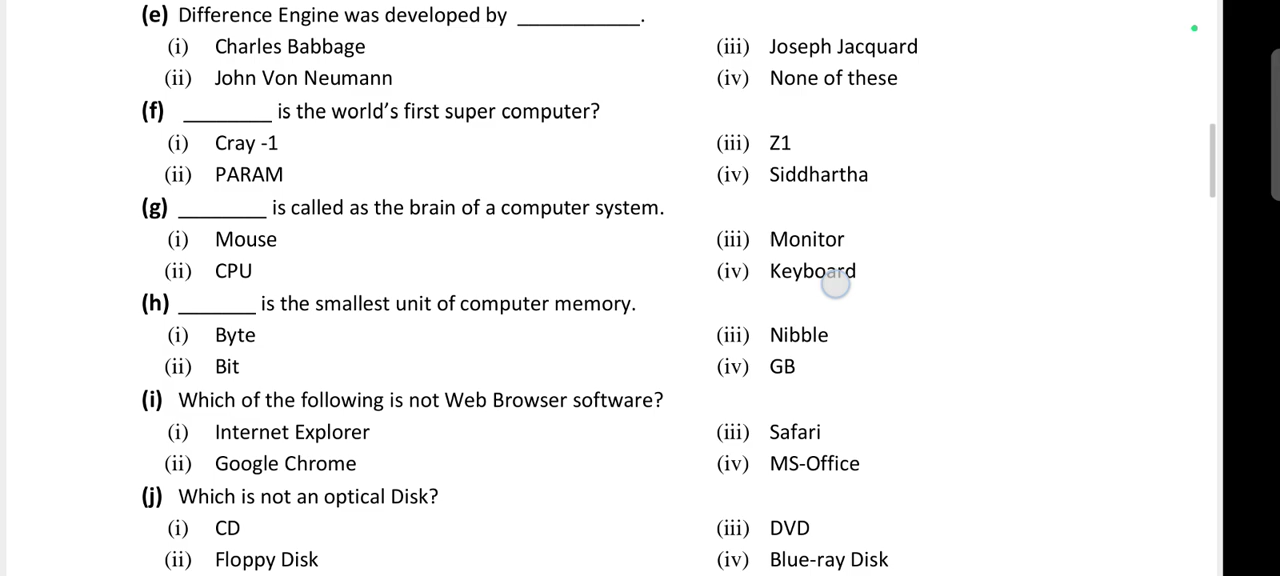 (e) Difference Engine was developed by ___________.
(i) Charles Babbage (iii) Joseph Jacquard
(ii) John Von Neumann (iv) None of these
(f) ________ is the world's first super computer?
(i) Cray -1 (iii) Z1
(ii) PARAM (iv) Siddhartha
(g) ________ is called as the brain of a computer system.
(i) Mouse (iii) Monitor
(ii) CPU (iv) Keyboard
(h) _______ is the smallest unit of computer memory.
(i) Byte (iii) Nibble
(ii) Bit (iv) GB
(i) Which of the following is not Web Browser software?
(i) Internet Explorer (iii) Safari
(ii) Google Chrome (iv) MS-Office
(j) Which is not an optical Disk?
(i) CD (iii) DVD
(ii) Floppy Disk (iv) Blue-ray Disk